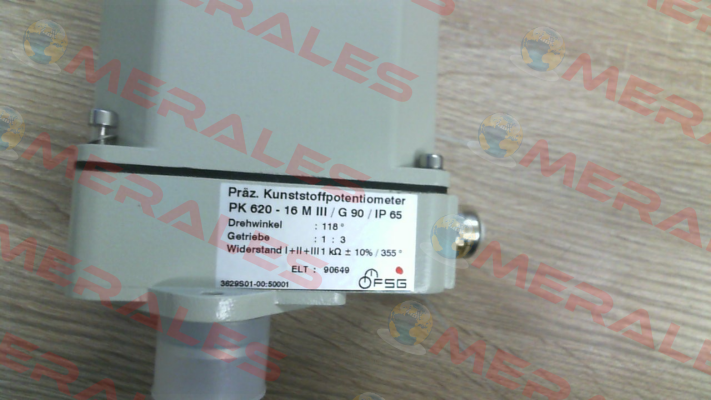 MERALES
MERALES
MERALES
MERALES
MERALES
MERALES
Präz. Kunststoffpotentiometer
PK 620 - 16 M III / G 90 / IP 65
Drehwinkel : 118 °
Getriebe : 1 : 3
Widerstand I+II+III 1 kΩ ± 10% / 355 °
ELT : 90649
3629S01-00:50001
FSG